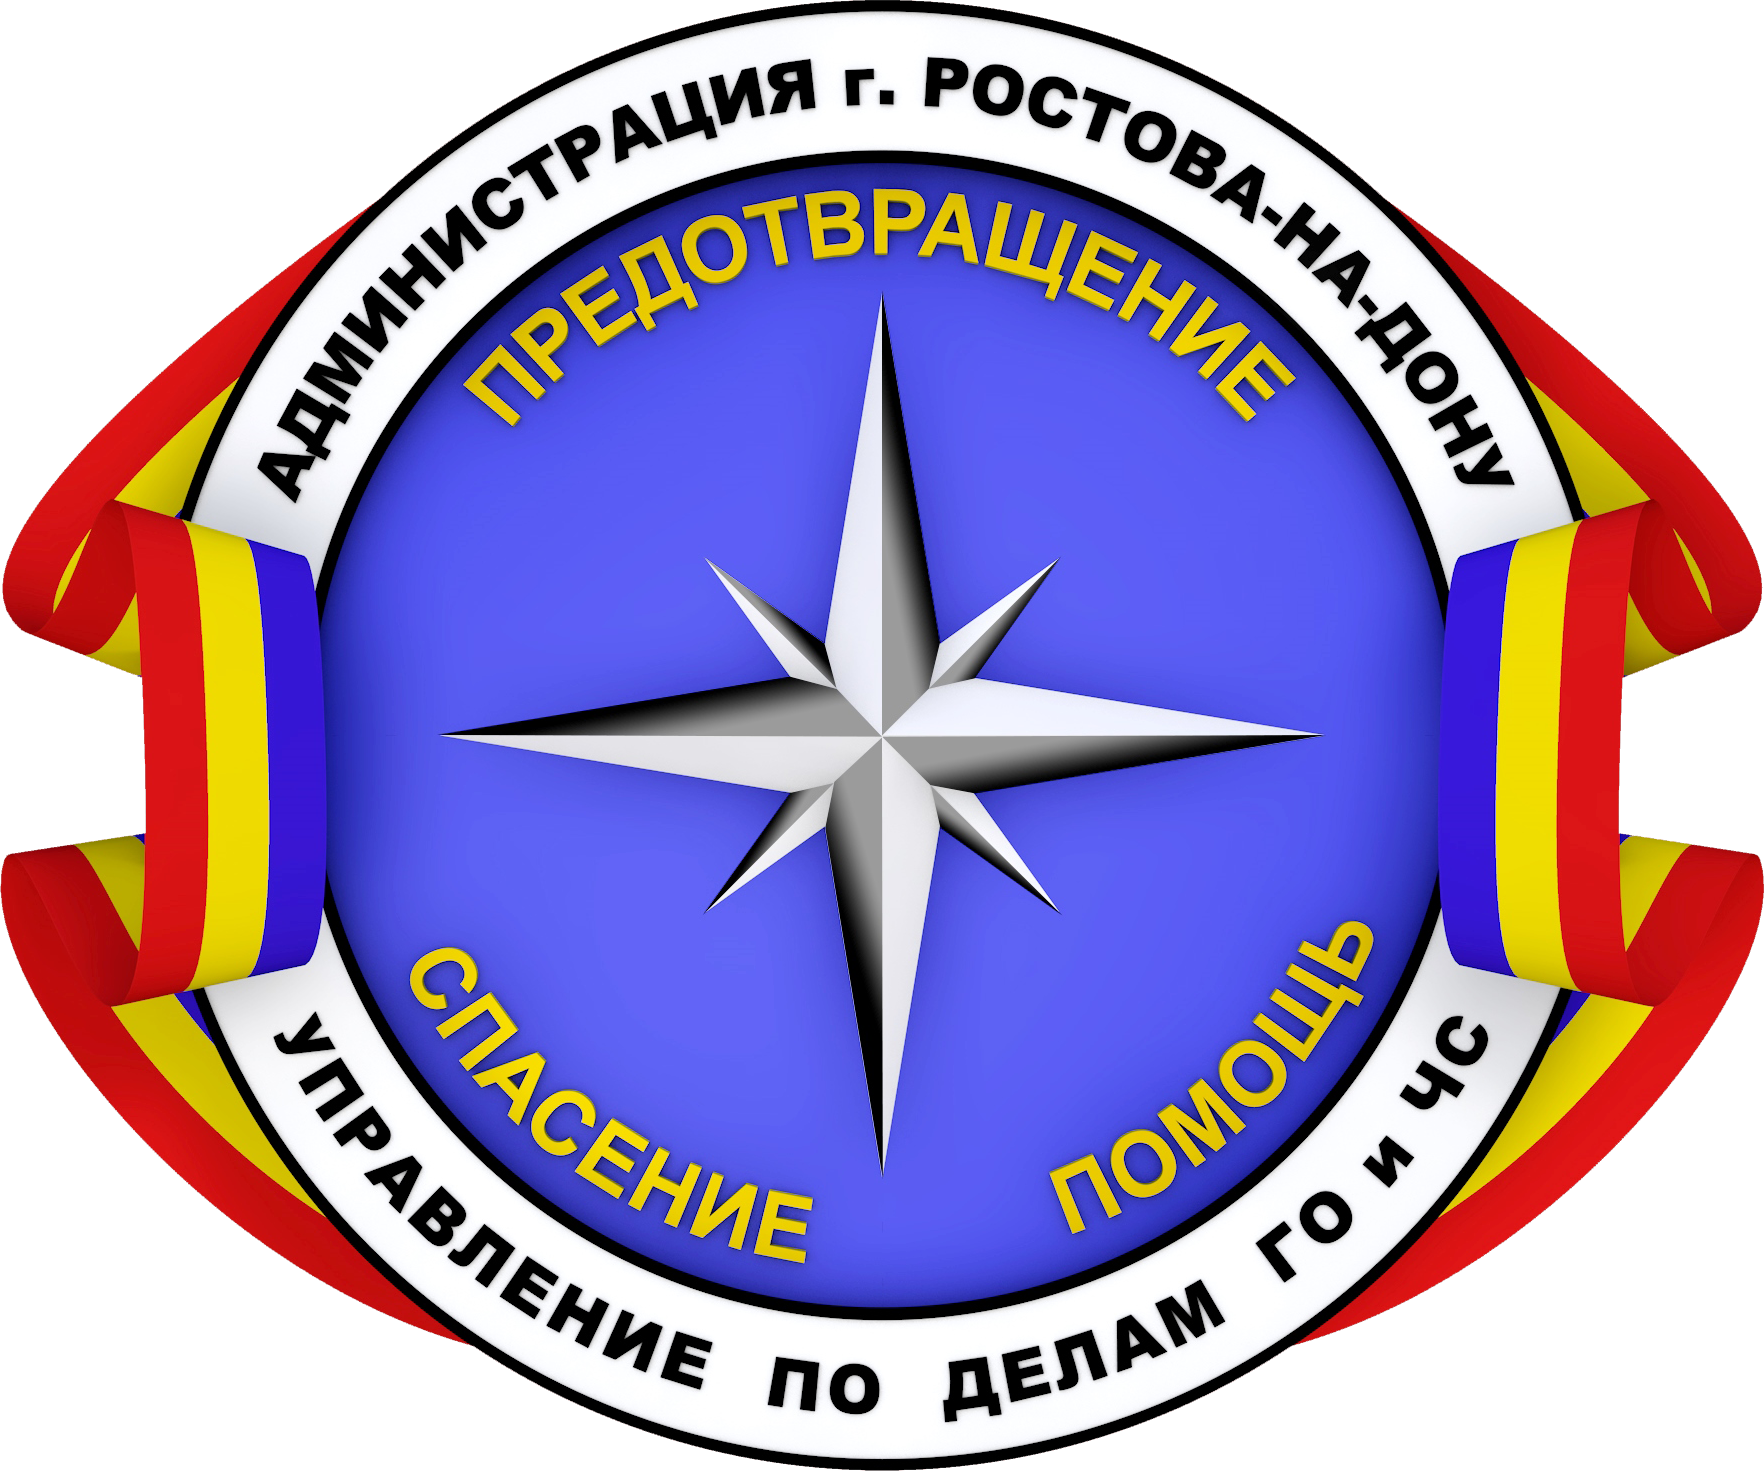 АДМИНИСТРАЦИЯ г. РОСТОВА-НА-ДОНУ
ПРЕДОТВРАЩЕНИЕ
СПАСЕНИЕ
ПОМОЩЬ
УПРАВЛЕНИЕ ПО ДЕЛАМ ГО и ЧС